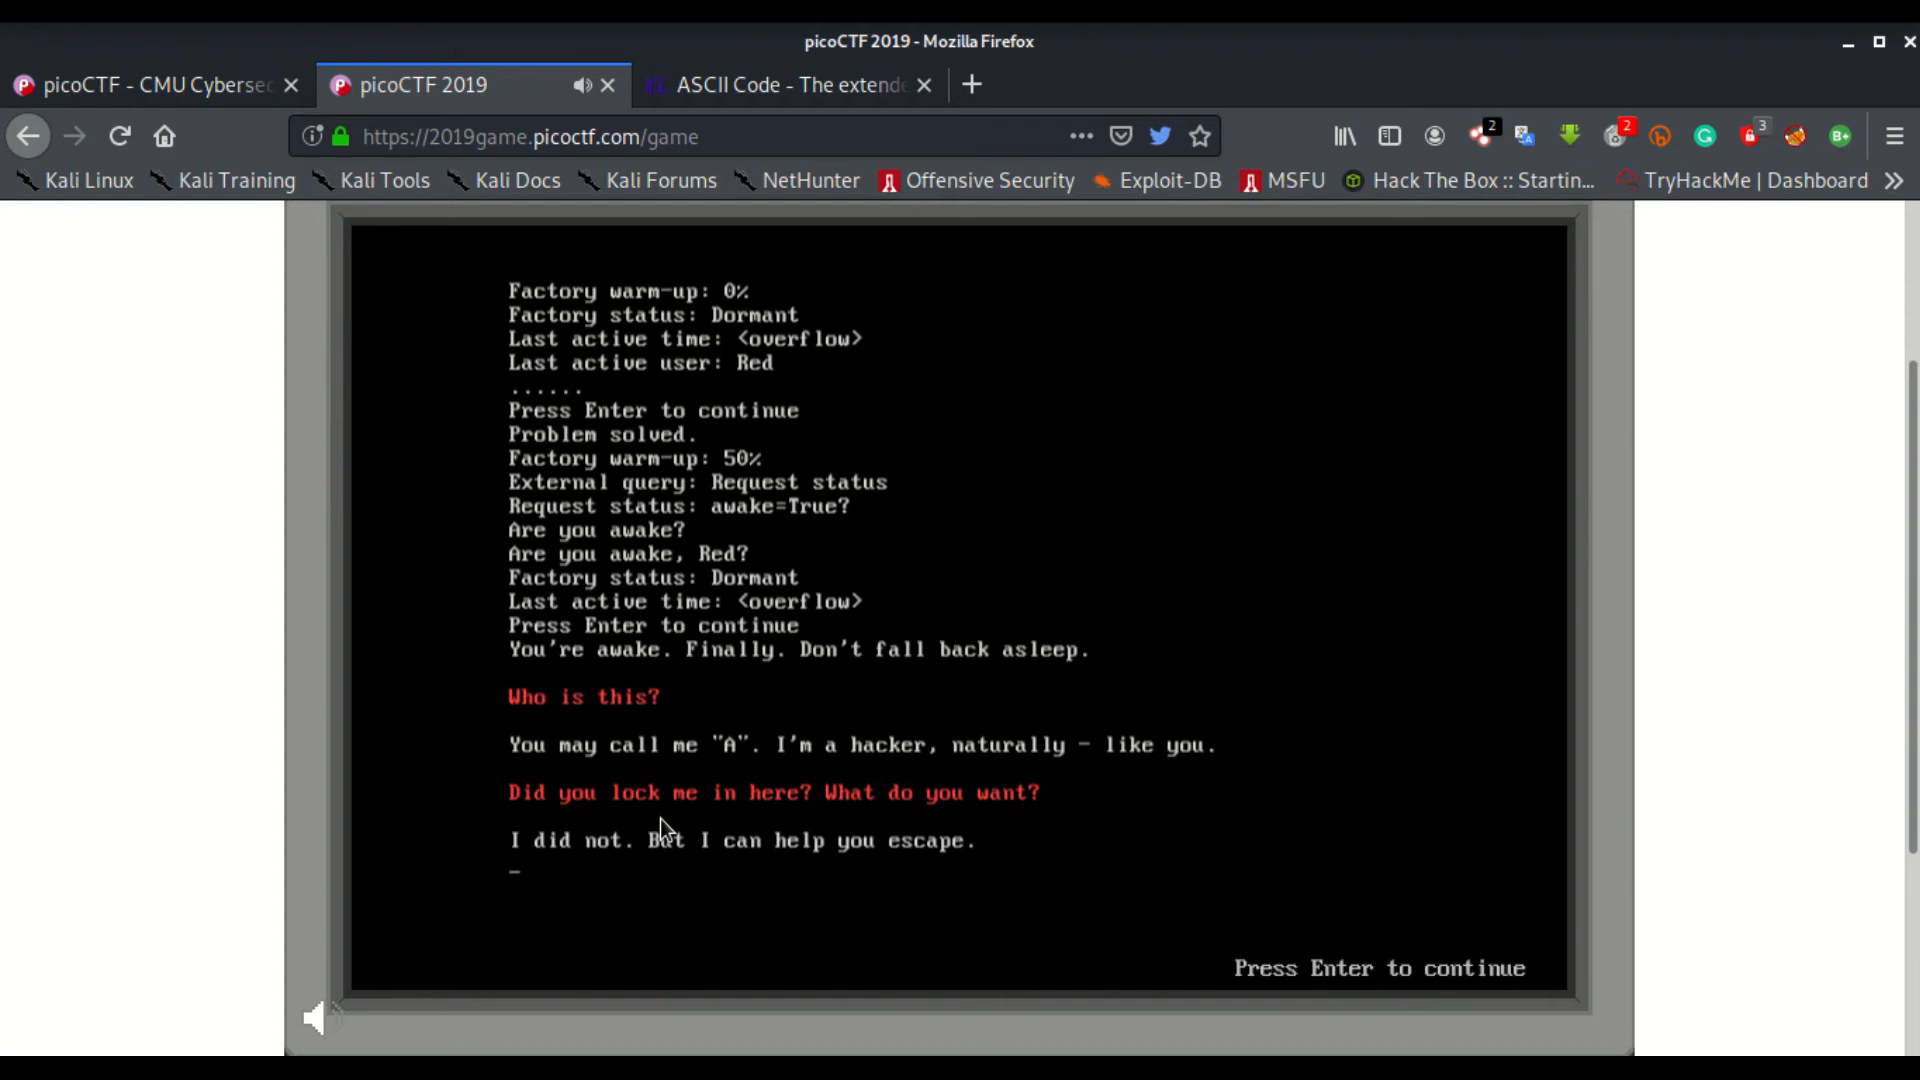 picoCTF 2019 - Mozilla Firefox
picoCTF - CMU Cybersec
picoCTF 2019
ASCII Code - The extende
https://2019game.picoctf.com/game
2
2
3
B+
Kali Linux
Kali Training
Kali Tools
Kali Docs
Kali Forums
NetHunter
Offensive Security
Exploit-DB
MSFU
Hack The Box :: Startin...
TryHackMe | Dashboard
Factory warm-up: 0%
Factory status: Dormant
Last active time: <overflow>
Last active user: Red
......
Press Enter to continue
Problem solved.
Factory warm-up: 50%
External query: Request status
Request status: awake=True?
Are you awake?
Are you awake, Red?
Factory status: Dormant
Last active time: <overflow>
Press Enter to continue
You're awake. Finally. Don't fall back asleep.
Who is this?
You may call me "A". I'm a hacker, naturally - like you.
Did you lock me in here? What do you want?
I did not. But I can help you escape.
_
Press Enter to continue